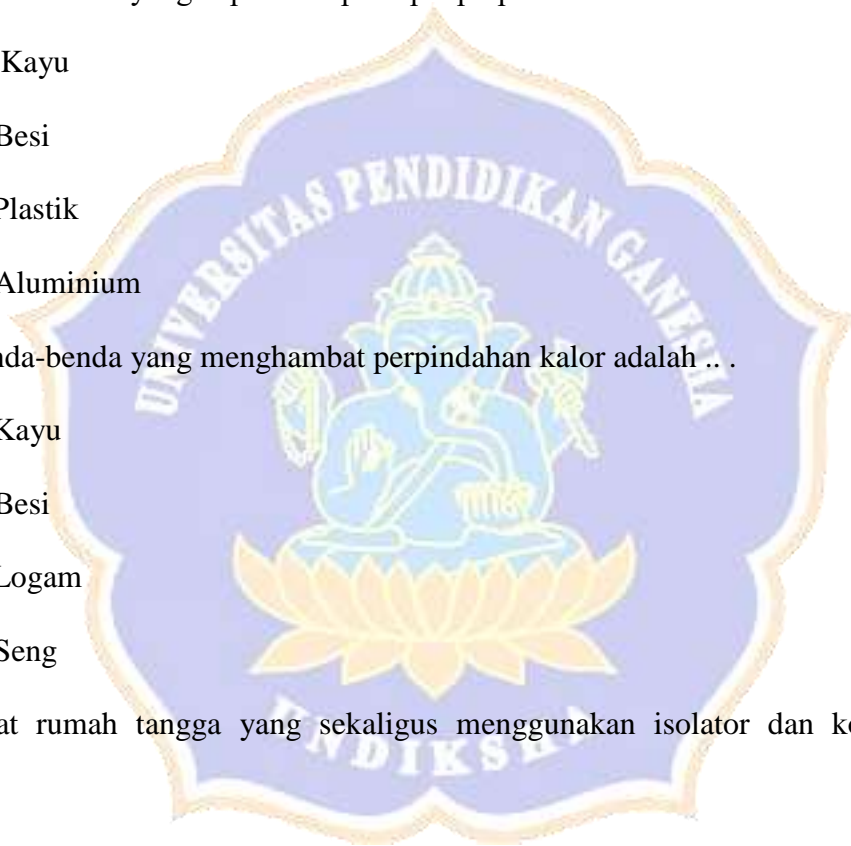 Kayu
Besi
Plastik
Aluminium
nda-benda yang menghambat perpindahan kalor adalah .. .
Kayu
Besi
Logam
Seng
at rumah tangga yang sekaligus menggunakan isolator dan ko
UNIVERSITAS PENDIDIKAN GANESHA
UNDIKSHA